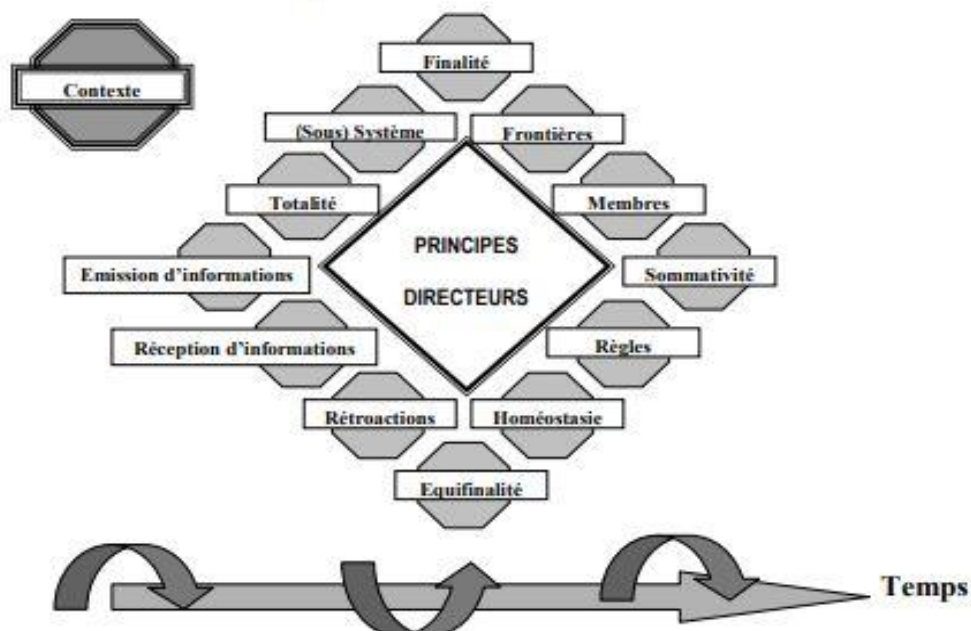 Finalité
Contexte
(Sous) Système
Frontières
Totalité
Membres
PRINCIPES
DIRECTEURS
Emission d'informations
Sommativité
Réception d'informations
Règles
Rétroactions
Homéostasie
Equifinalité
Temps